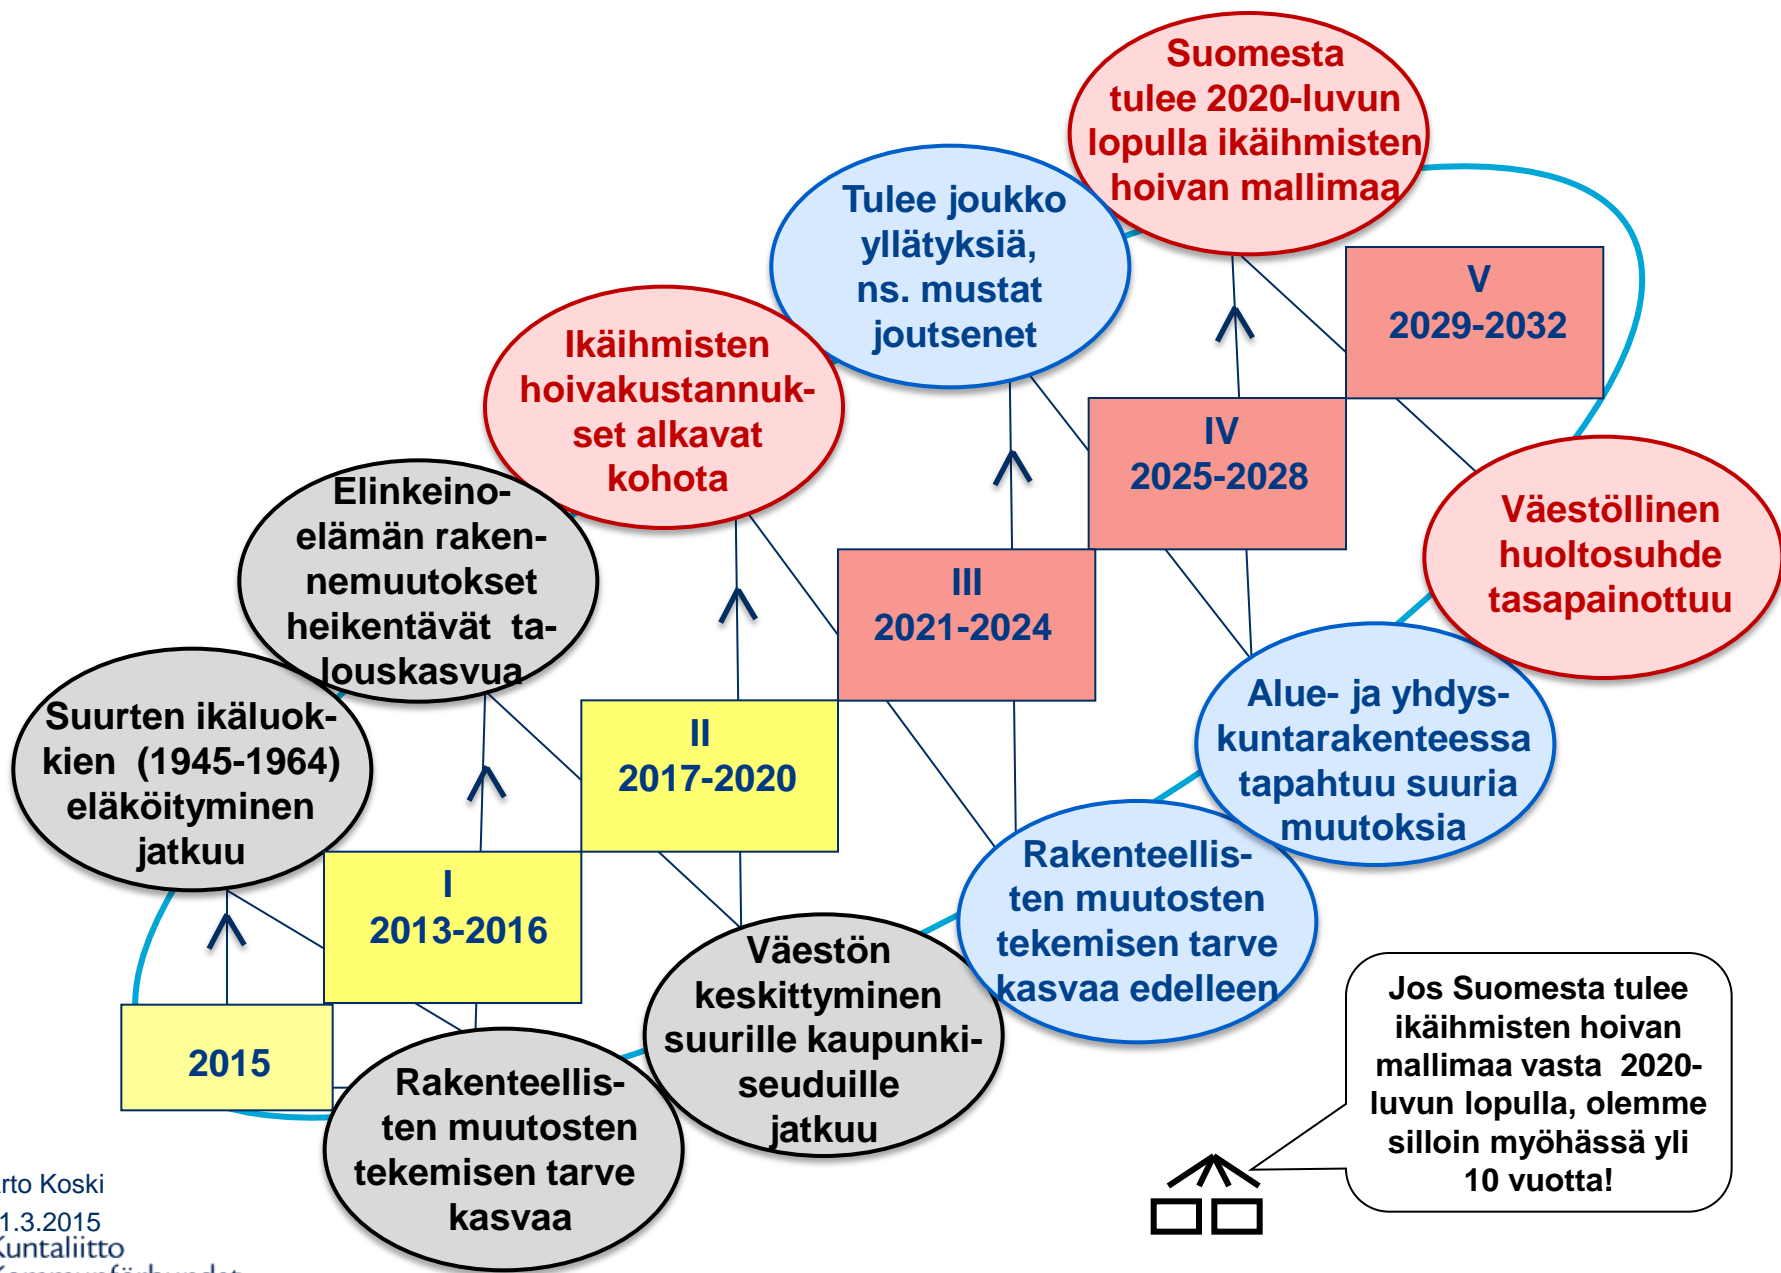 Suomesta
tulee 2020-luvun
lopulla ikäihmisten
hoivan mallimaa
Tulee joukko
yllätyksiä,
ns. mustat
joutsenet
V
2029-2032
Ikäihmisten
hoivakustannuk-
set alkavat
kohota
IV
2025-2028
Elinkeino-
elämän raken-
nemuutokset
heikentävät ta-
louskasvua
Väestöllinen
huoltosuhde
tasapainottuu
III
2021-2024
Suurten ikäluok-
kien (1945-1964)
eläköityminen
jatkuu
II
2017-2020
Alue- ja yhdys-
kuntarakenteessa
tapahtuu suuria
muutoksia
I
2013-2016
Rakenteellis-
ten muutosten
tekemisen tarve
kasvaa edelleen
Väestön
keskittyminen
suurille kaupunki-
seuduille
jatkuu
2015
Rakenteellis-
ten muutosten
tekemisen tarve
kasvaa
Jos Suomesta tulee
ikäihmisten hoivan
mallimaa vasta 2020-
luvun lopulla, olemme
silloin myöhässä yli
10 vuotta!
rto Koski
1.3.2015
Kuntaliitto